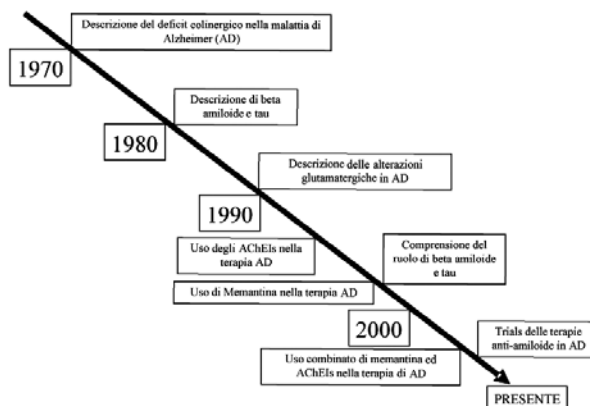 Descrizione del deficit colinergico nella malattia di
Alzheimer (AD)
1970
Descrizione di beta
amiloide e tau
1980
Descrizione delle alterazioni
glutamatergiche in AD
1990
Uso degli AChEIs nella
terapia AD
Comprensione del
ruolo di beta amiloide
e tau
Uso di Memantina nella terapia AD
2000
Trials delle terapie
anti-amiloide in AD
Uso combinato di memantina ed
AChEIs nella terapia di AD
PRESENTE